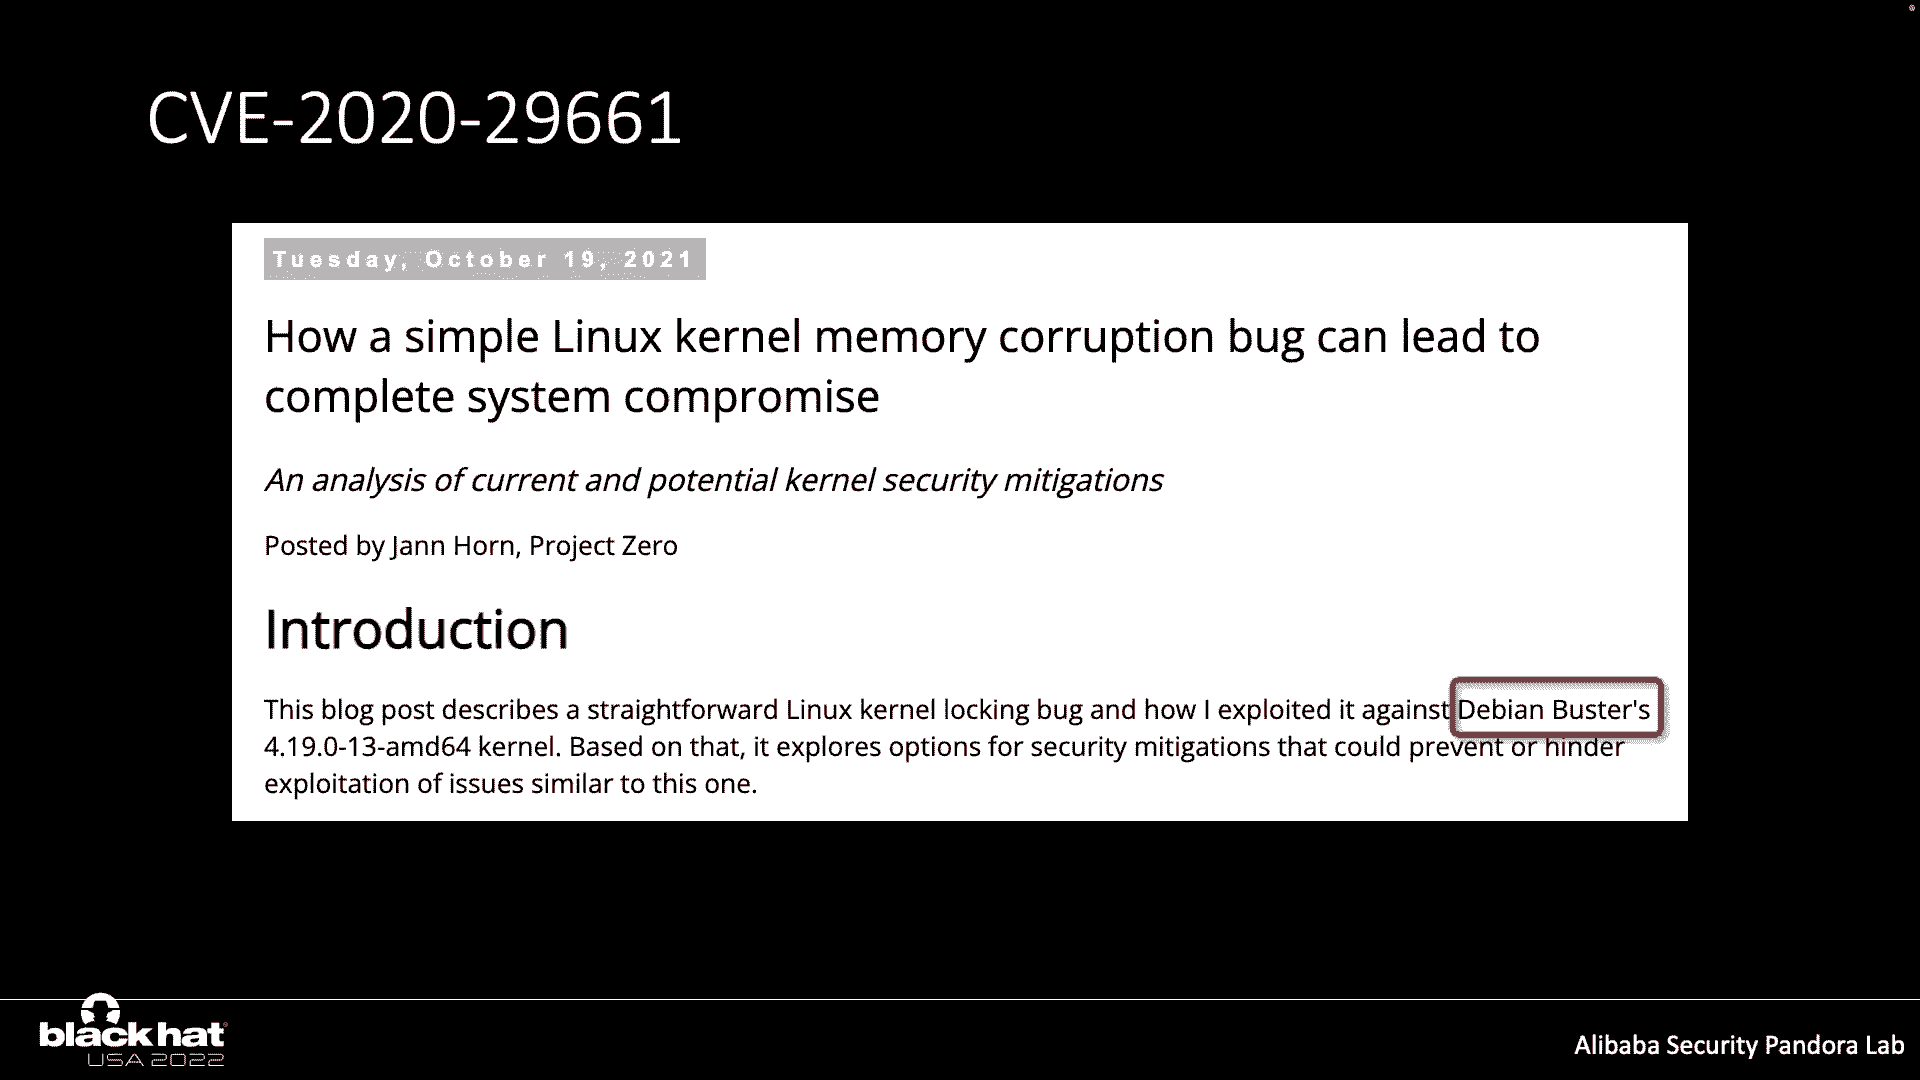 CVE-2020-29661
Tuesday, October 19, 2021
How a simple Linux kernel memory corruption bug can lead to
complete system compromise
An analysis of current and potential kernel security mitigations
Posted by Jann Horn, Project Zero
Introduction
This blog post describes a straightforward Linux kernel locking bug and how I exploited it against Debian Buster's
4.19.0-13-amd64 kernel. Based on that, it explores options for security mitigations that could prevent or hinder
exploitation of issues similar to this one.
black hat
USA 2022
Alibaba Security Pandora Lab